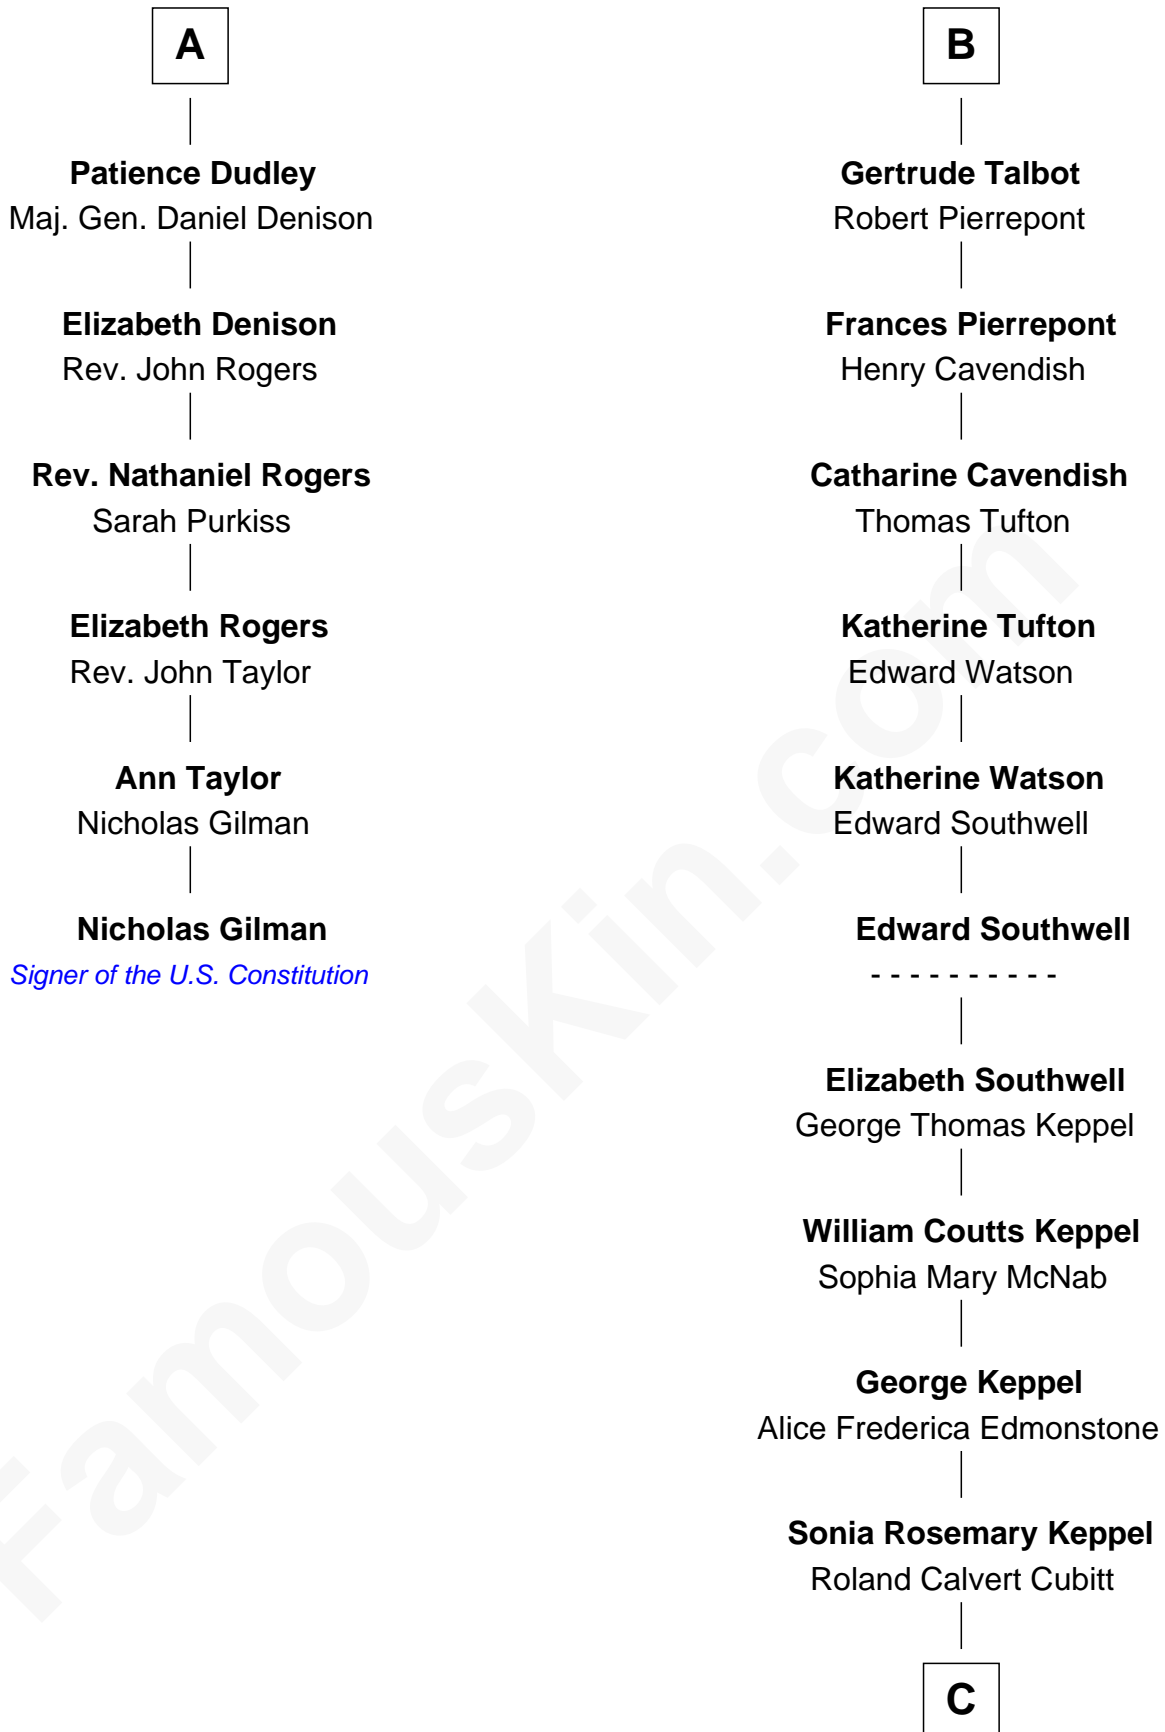 A
Patience Dudley
Maj. Gen. Daniel Denison
Elizabeth Denison
Rev. John Rogers
Rev. Nathaniel Rogers
Sarah Purkiss
Elizabeth Rogers
Rev. John Taylor
Ann Taylor
Nicholas Gilman
Nicholas Gilman
Signer of the U.S. Constitution
B
Gertrude Talbot
Robert Pierrepont
Frances Pierrepont
Henry Cavendish
Catharine Cavendish
Thomas Tufton
Katherine Tufton
Edward Watson
Katherine Watson
Edward Southwell
Edward Southwell
- - - - - - - - - -
Elizabeth Southwell
George Thomas Keppel
William Coutts Keppel
Sophia Mary McNab
George Keppel
Alice Frederica Edmonstone
Sonia Rosemary Keppel
Roland Calvert Cubitt
C
FamousKin.com